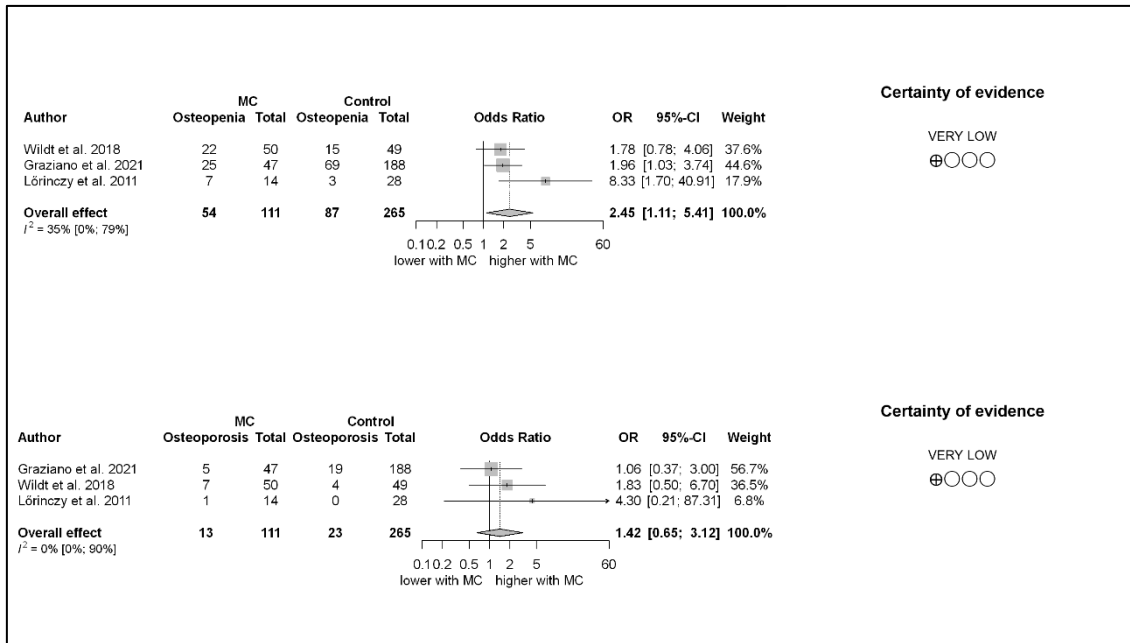 Certainty of evidence
MC Control
Author Osteopenia Total Osteopenia Total Odds Ratio OR 95%-CI Weight
VERY LOW
⊕○○○
Wildt et al. 2018 22 50 15 49 1.78 [0.78; 4.06] 37.6%
Graziano et al. 2021 25 47 69 188 1.96 [1.03; 3.74] 44.6%
Lőrinczy et al. 2011 7 14 3 28 8.33 [1.70; 40.91] 17.9%
Overall effect 54 111 87 265 2.45 [1.11; 5.41] 100.0%
I² = 35% [0%; 79%]
0.1 0.2 0.5 1 2 5 60
lower with MC higher with MC
Certainty of evidence
MC Control
Author Osteoporosis Total Osteoporosis Total Odds Ratio OR 95%-CI Weight
VERY LOW
⊕○○○
Graziano et al. 2021 5 47 19 188 1.06 [0.37; 3.00] 56.7%
Wildt et al. 2018 7 50 4 49 1.83 [0.50; 6.70] 36.5%
Lőrinczy et al. 2011 1 14 0 28 4.30 [0.21; 87.31] 6.8%
Overall effect 13 111 23 265 1.42 [0.65; 3.12] 100.0%
I² = 0% [0%; 90%]
0.1 0.2 0.5 1 2 5 60
lower with MC higher with MC